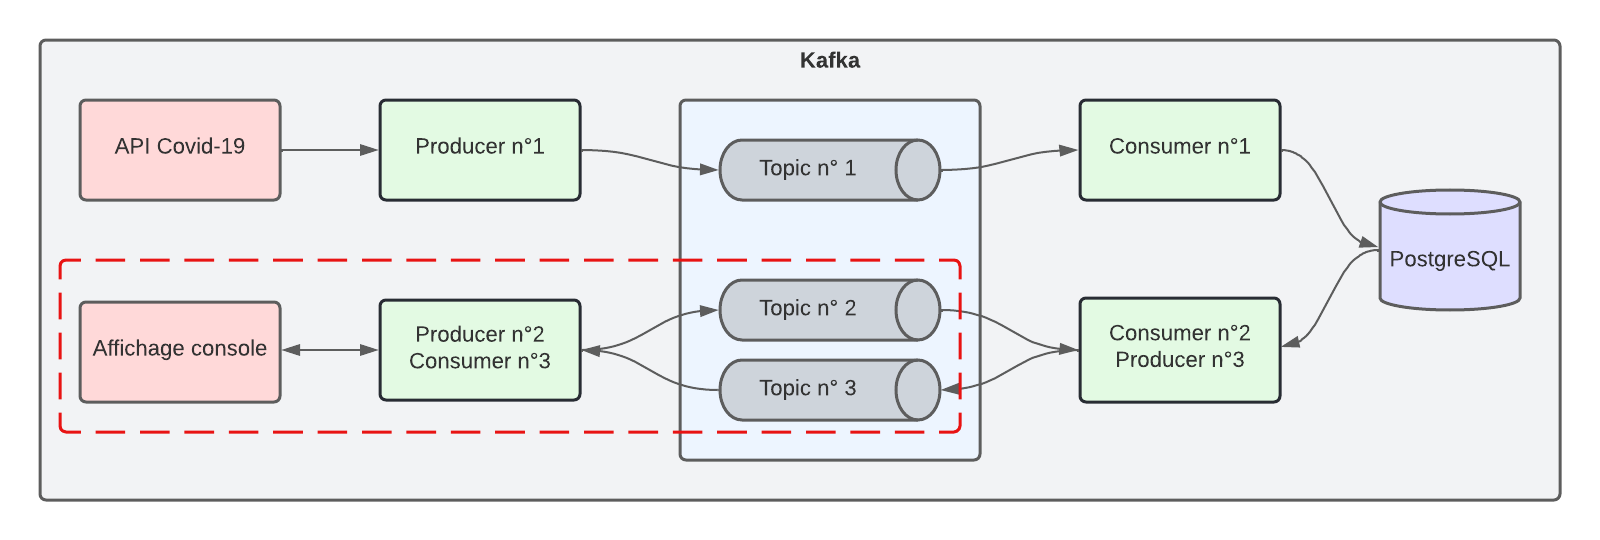 Kafka
API Covid-19
Producer n°1
Topic n° 1
Consumer n°1
PostgreSQL
Topic n° 2
Affichage console
Producer n°2
Consumer n°3
Consumer n°2
Producer n°3
Topic n° 3